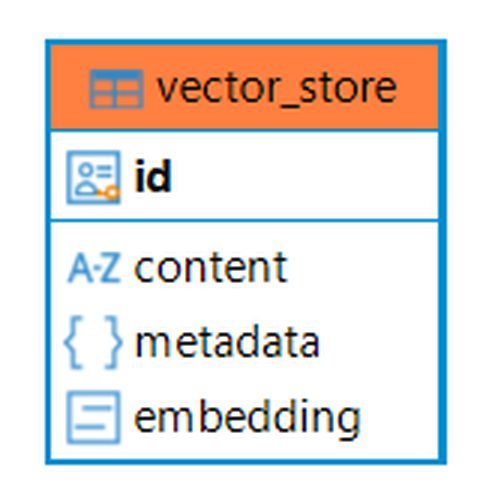 vector_store
id
A-Z content
{ } metadata
embedding